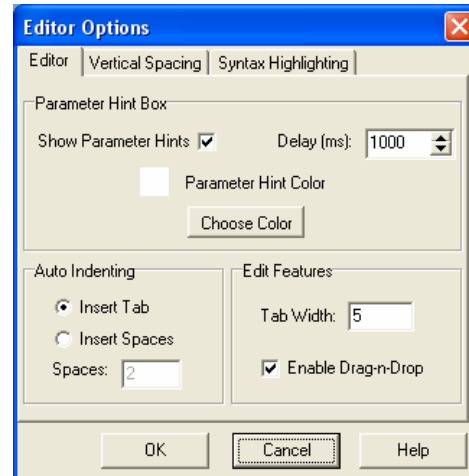 Editor Options
Editor Vertical Spacing Syntax Highlighting
Parameter Hint Box
Show Parameter Hints Delay (ms): 1000
Parameter Hint Color
Choose Color
Auto Indenting
Insert Tab
Insert Spaces
Spaces: 2
Edit Features
Tab Width: 5
Enable Drag-n-Drop
OK Cancel Help